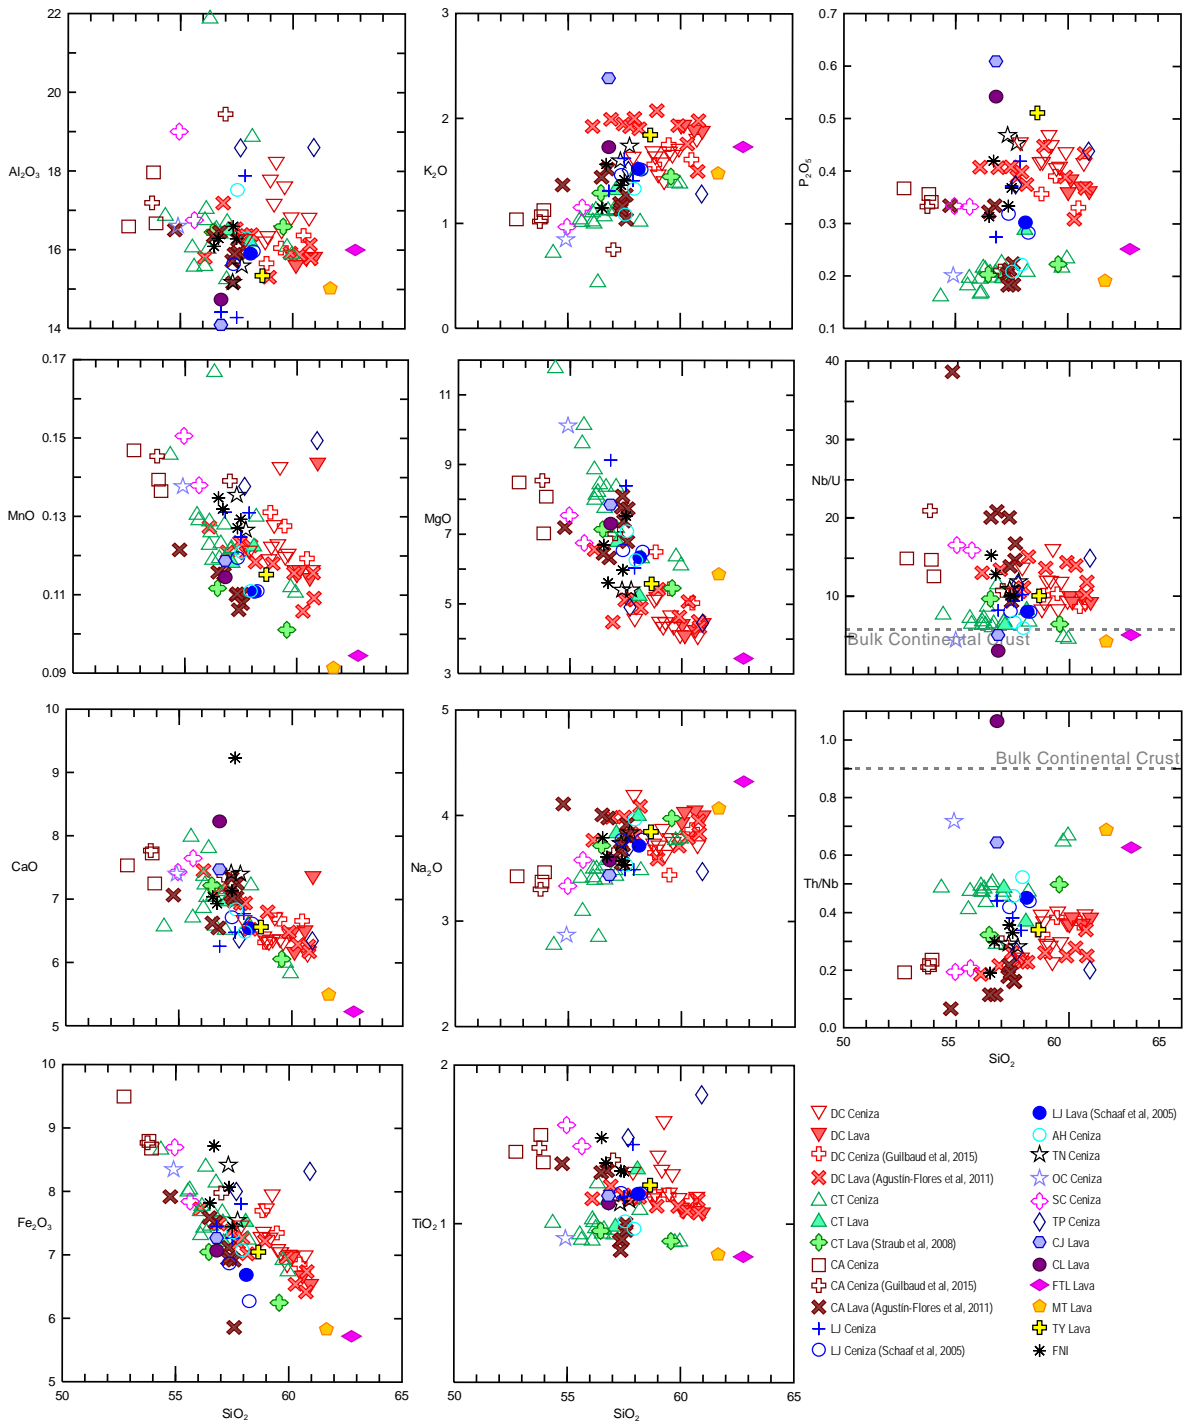 22
20
18
16
14
Al₂O₃
3
2
1
0
K₂O
0.7
0.6
0.5
0.4
0.3
0.2
0.1
P₂O₅
0.17
0.15
0.13
0.11
0.09
MnO
11
9
7
5
3
MgO
40
30
20
10
Nb/U
Bulk Continental Crust
10
9
8
7
6
5
CaO
5
4
3
2
Na₂O
1.0
0.8
0.6
0.4
0.2
0.0
Th/Nb
Bulk Continental Crust
50 55 60 65
SiO₂
10
9
8
7
6
5
Fe₂O₃
50 55 60 65
SiO₂
2
TiO₂ 1
50 55 60 65
SiO₂
DC Ceniza
DC Lava
DC Ceniza (Guilbaud et al, 2015)
DC Lava (Agustin-Flores et al, 2011)
CT Ceniza
CT Lava
CT Lava (Straub et al, 2008)
CA Ceniza
CA Ceniza (Guilbaud et al, 2015)
CA Lava (Agustin-Flores et al, 2011)
LJ Ceniza
LJ Ceniza (Schaaf et al, 2005)
LJ Lava (Schaaf et al, 2005)
AH Ceniza
TN Ceniza
OC Ceniza
SC Ceniza
TP Ceniza
CJ Lava
CL Lava
FTL Lava
MT Lava
TY Lava
FNI